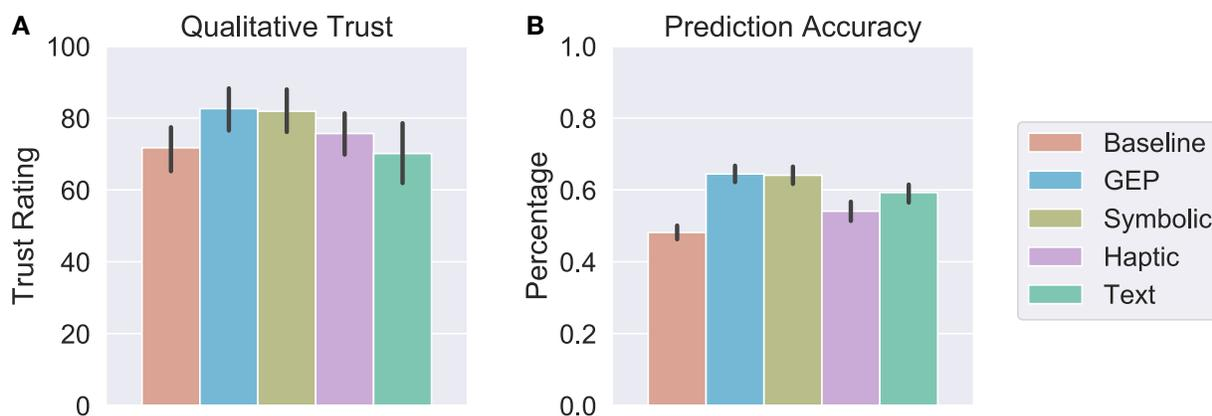 A
Qualitative Trust
100
80
60
40
20
0
Trust Rating
B
Prediction Accuracy
1.0
0.8
0.6
0.4
0.2
0.0
Percentage
Baseline
GEP
Symbolic
Haptic
Text